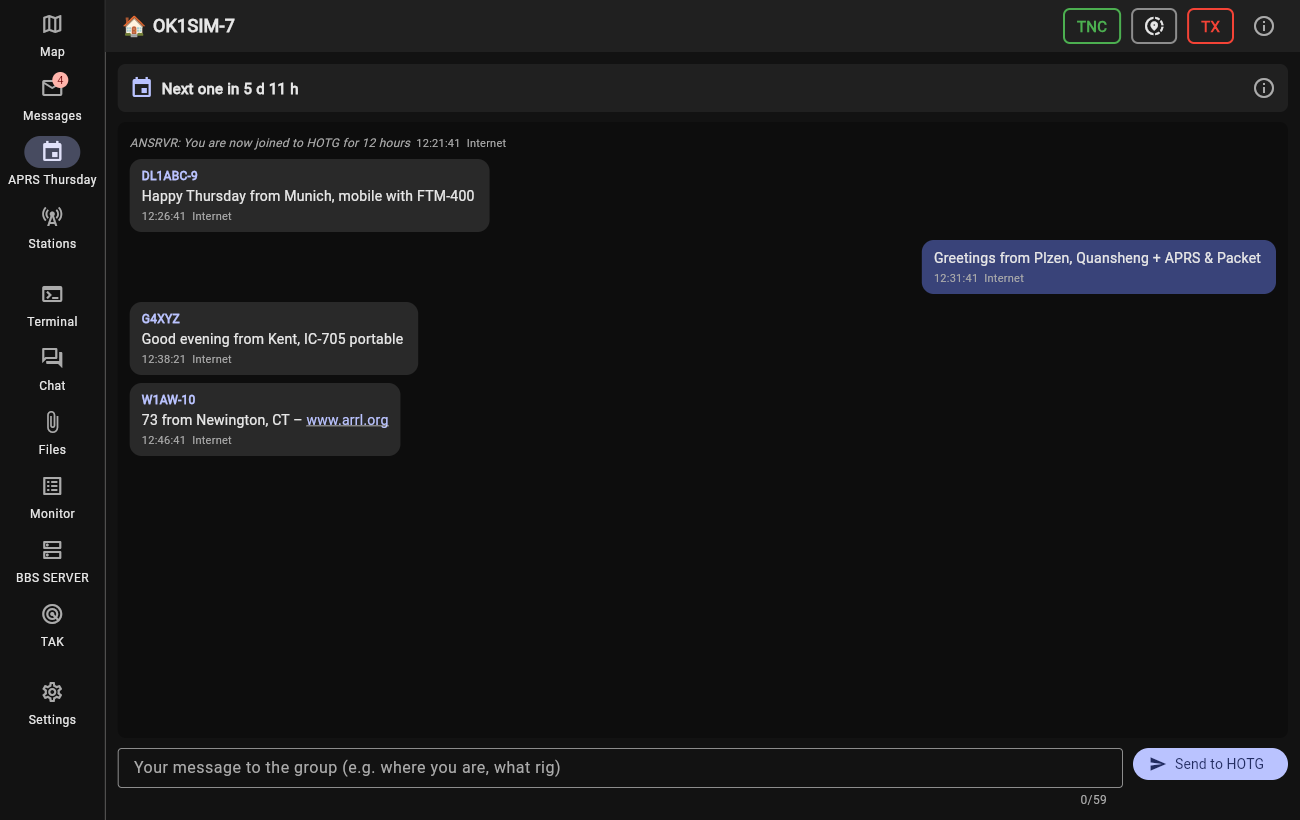 OK1SIM-7
TNC
TX
Map
4
Messages
APRS Thursday
Stations
Terminal
Chat
Files
Monitor
BBS SERVER
TAK
Settings
Next one in 5 d 11 h
ANSRVR: You are now joined to HOTG for 12 hours 12:21:41 Internet
DL1ABC-9
Happy Thursday from Munich, mobile with FTM-400
12:26:41 Internet
Greetings from Plzen, Quansheng + APRS & Packet
12:31:41 Internet
G4XYZ
Good evening from Kent, IC-705 portable
12:38:21 Internet
W1AW-10
73 from Newington, CT – www.arrl.org
12:46:41 Internet
Your message to the group (e.g. where you are, what rig)
Send to HOTG
0/59